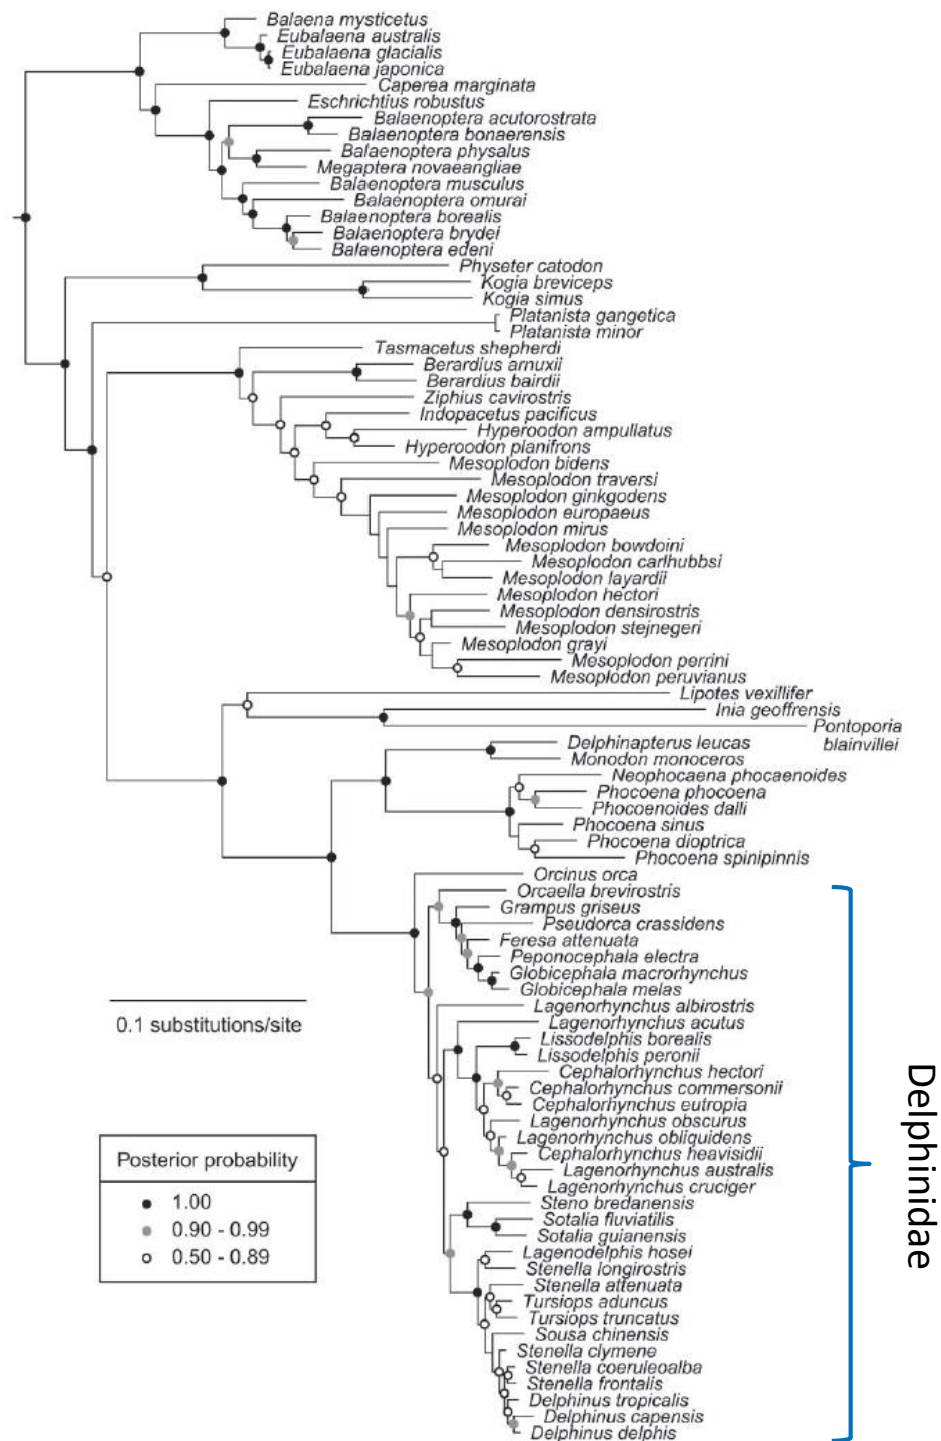 Balaena mysticetus
Eubalaena australis
Eubalaena glacialis
Eubalaena japonica
Caperea marginata
Eschrichtius robustus
Balaenoptera acutorostrata
Balaenoptera bonaerensis
Balaenoptera physalus
Megaptera novaeangliae
Balaenoptera musculus
Balaenoptera omurai
Balaenoptera borealis
Balaenoptera brydei
Balaenoptera edeni
Physeter catodon
Kogia breviceps
Kogia simus
Platanista gangetica
Platanista minor
Tasmacetus shepherdi
Berardius arnuxii
Berardius bairdii
Ziphius cavirostris
Indopacetus pacificus
Hyperoodon ampullatus
Hyperoodon planifrons
Mesoplodon bidens
Mesoplodon traversi
Mesoplodon ginkgodens
Mesoplodon europaeus
Mesoplodon mirus
Mesoplodon bowdoini
Mesoplodon carlhubbsi
Mesoplodon layardii
Mesoplodon hectori
Mesoplodon densirostris
Mesoplodon stejnegeri
Mesoplodon grayi
Mesoplodon perrini
Mesoplodon peruvianus
Lipotes vexillifer
Inia geoffrensis
Pontoporia
blainvillei
Delphinapterus leucas
Monodon monoceros
Neophocaena phocaenoides
Phocoena phocoena
Phocoenoides dalli
Phocoena sinus
Phocoena dioptrica
Phocoena spinipinnis
Orcinus orca
Orcaella brevirostris
Grampus griseus
Pseudorca crassidens
Feresa attenuata
Peponocephala electra
Globicephala macrorhynchus
Globicephala melas
Lagenorhynchus albirostris
Lagenorhynchus acutus
Lissodelphis borealis
Lissodelphis peronii
Cephalorhynchus hectori
Cephalorhynchus commersonii
Cephalorhynchus eutropia
Lagenorhynchus obscurus
Lagenorhynchus obliquidens
Cephalorhynchus heavisidii
Lagenorhynchus australis
Lagenorhynchus cruciger
Steno bredanensis
Sotalia fluviatilis
Sotalia guianensis
Lagenodelphis hosei
Stenella longirostris
Stenella attenuata
Tursiops aduncus
Tursiops truncatus
Sousa chinensis
Stenella clymene
Stenella coeruleoalba
Stenella frontalis
Delphinus tropicalis
Delphinus capensis
Delphinus delphis
0.1 substitutions/site
Posterior probability
1.00
0.90 - 0.99
0.50 - 0.89
Delphinidae